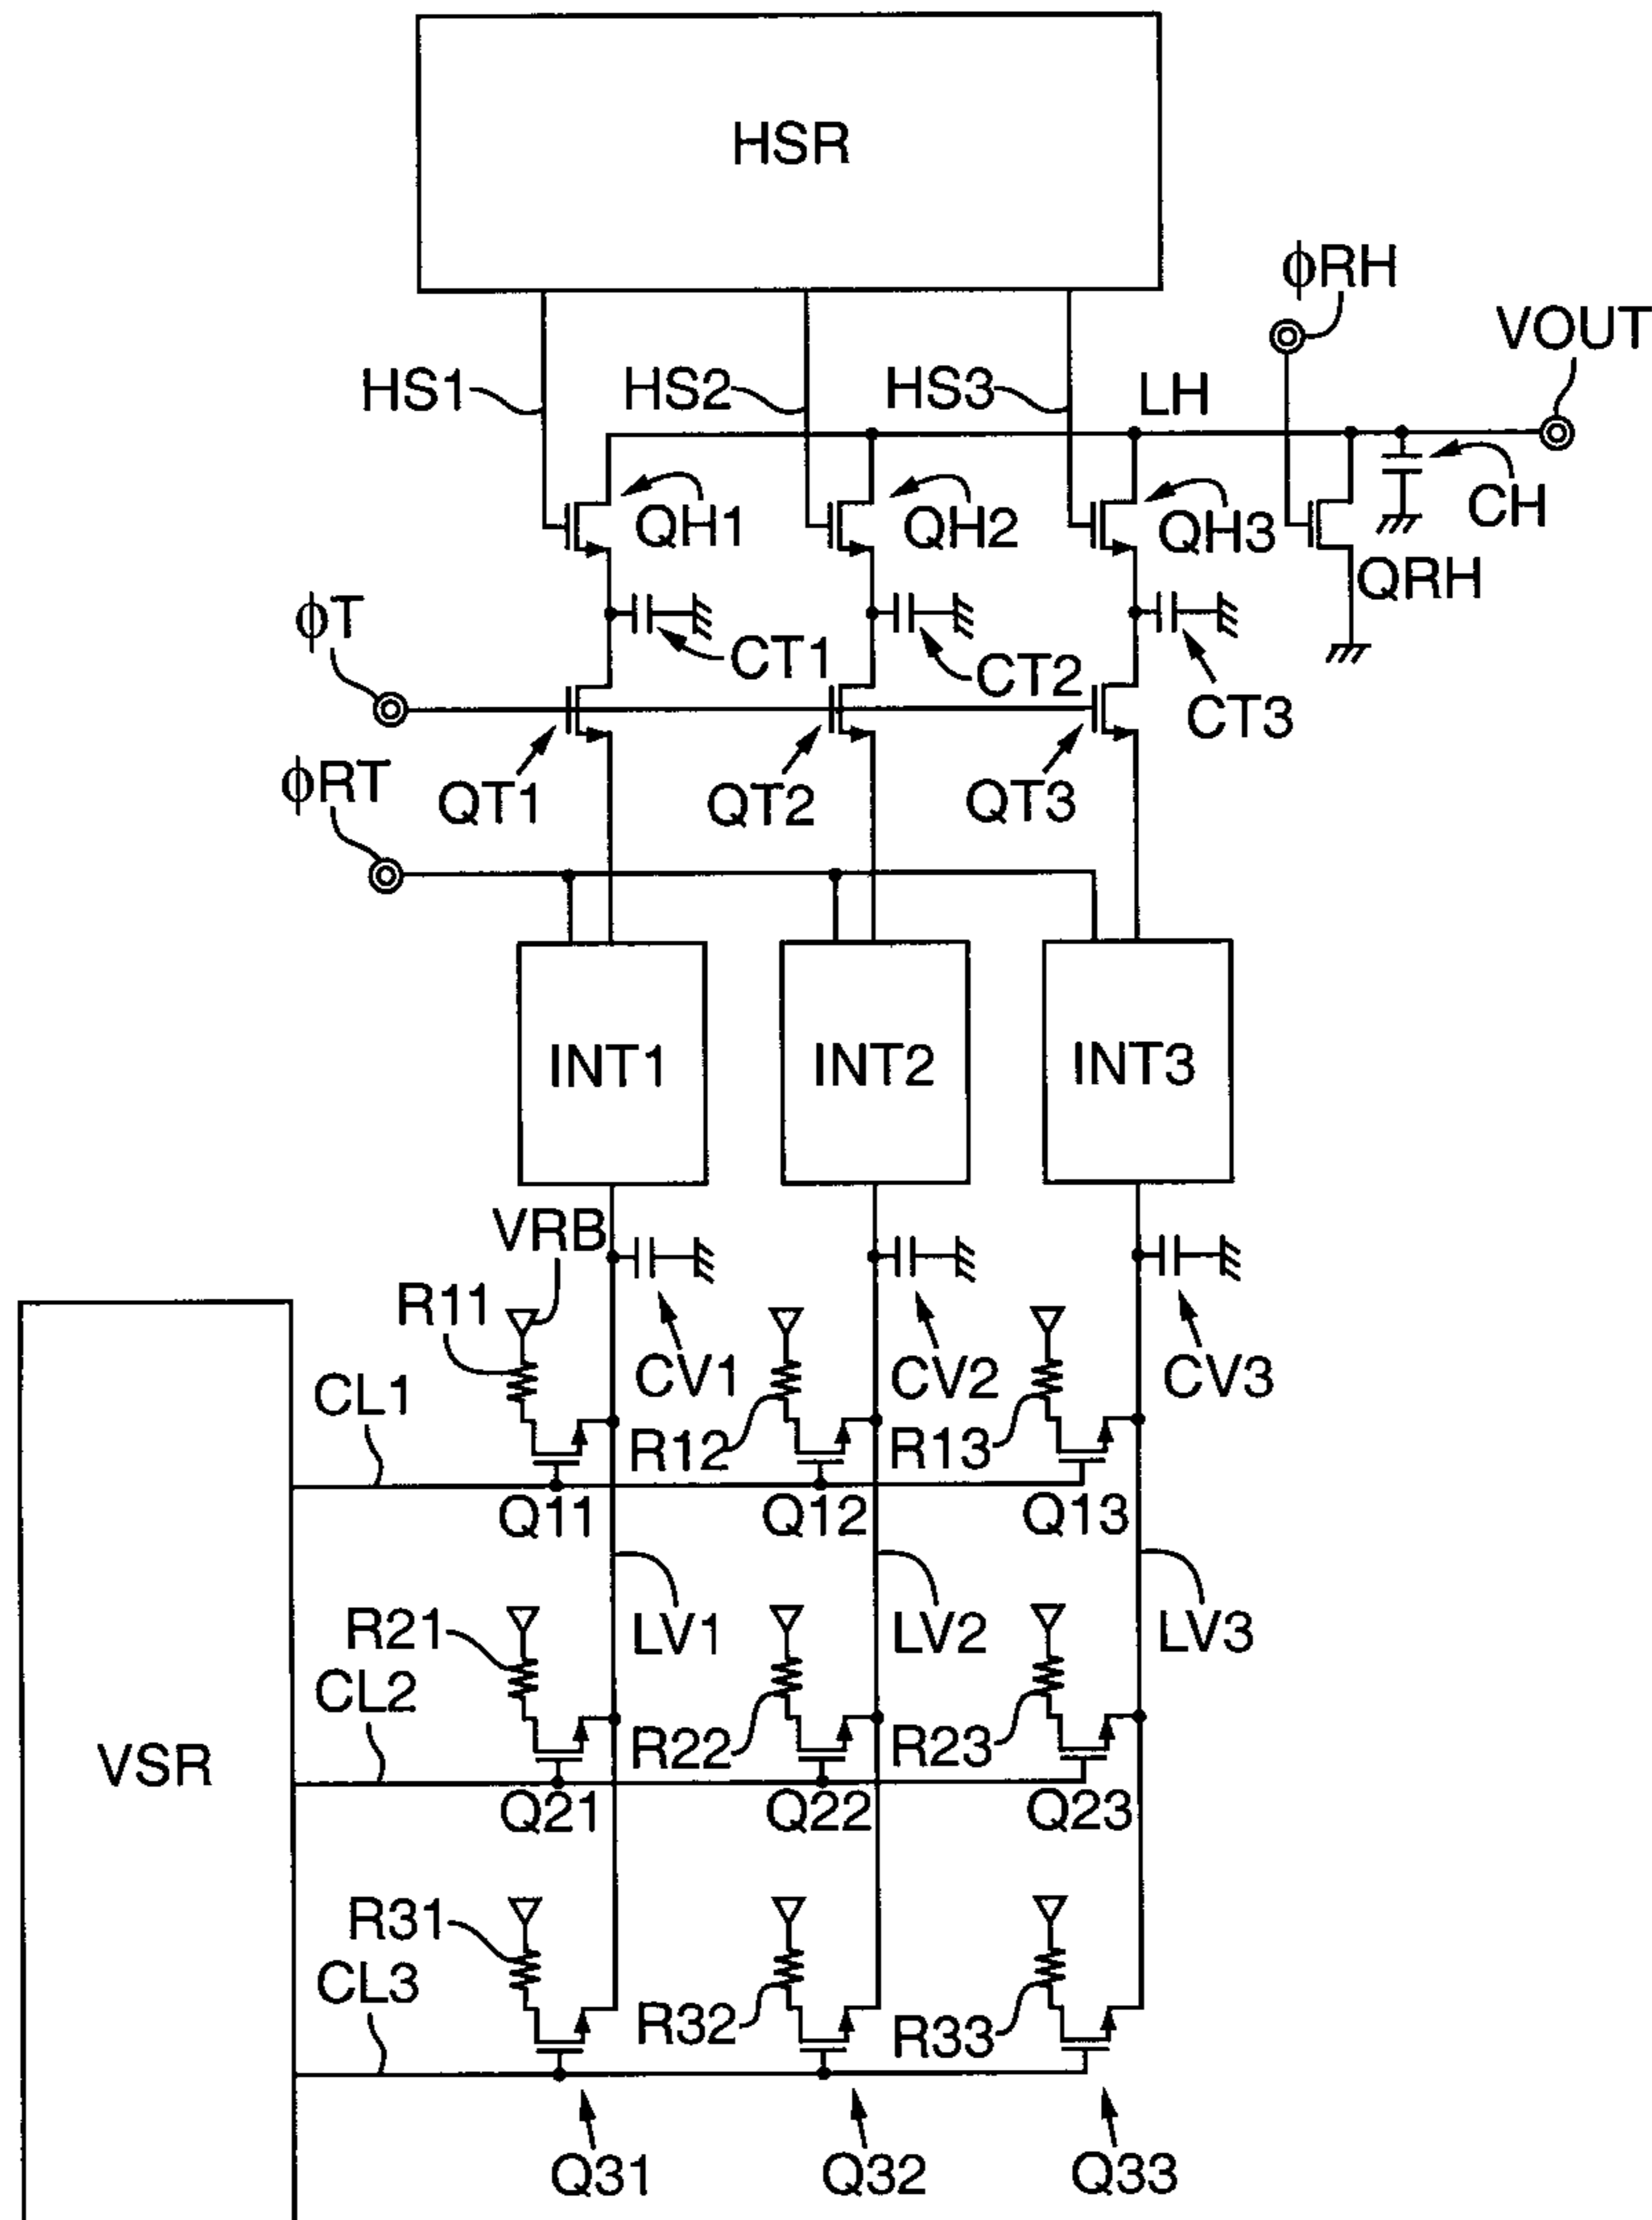 HSR
φRH
VOUT
HS1 HS2 HS3 LH
QH1 QH2 QH3 CH
QRH
φT
CT1 CT2 CT3
φRT
QT1 QT2 QT3
INT1 INT2 INT3
VRB
R11
CV1 CV2 CV3
CL1
R12 R13
Q11 Q12 Q13
R21
LV1 LV2 LV3
CL2
R22 R23
VSR
Q21 Q22 Q23
R31
CL3
R32 R33
Q31 Q32 Q33